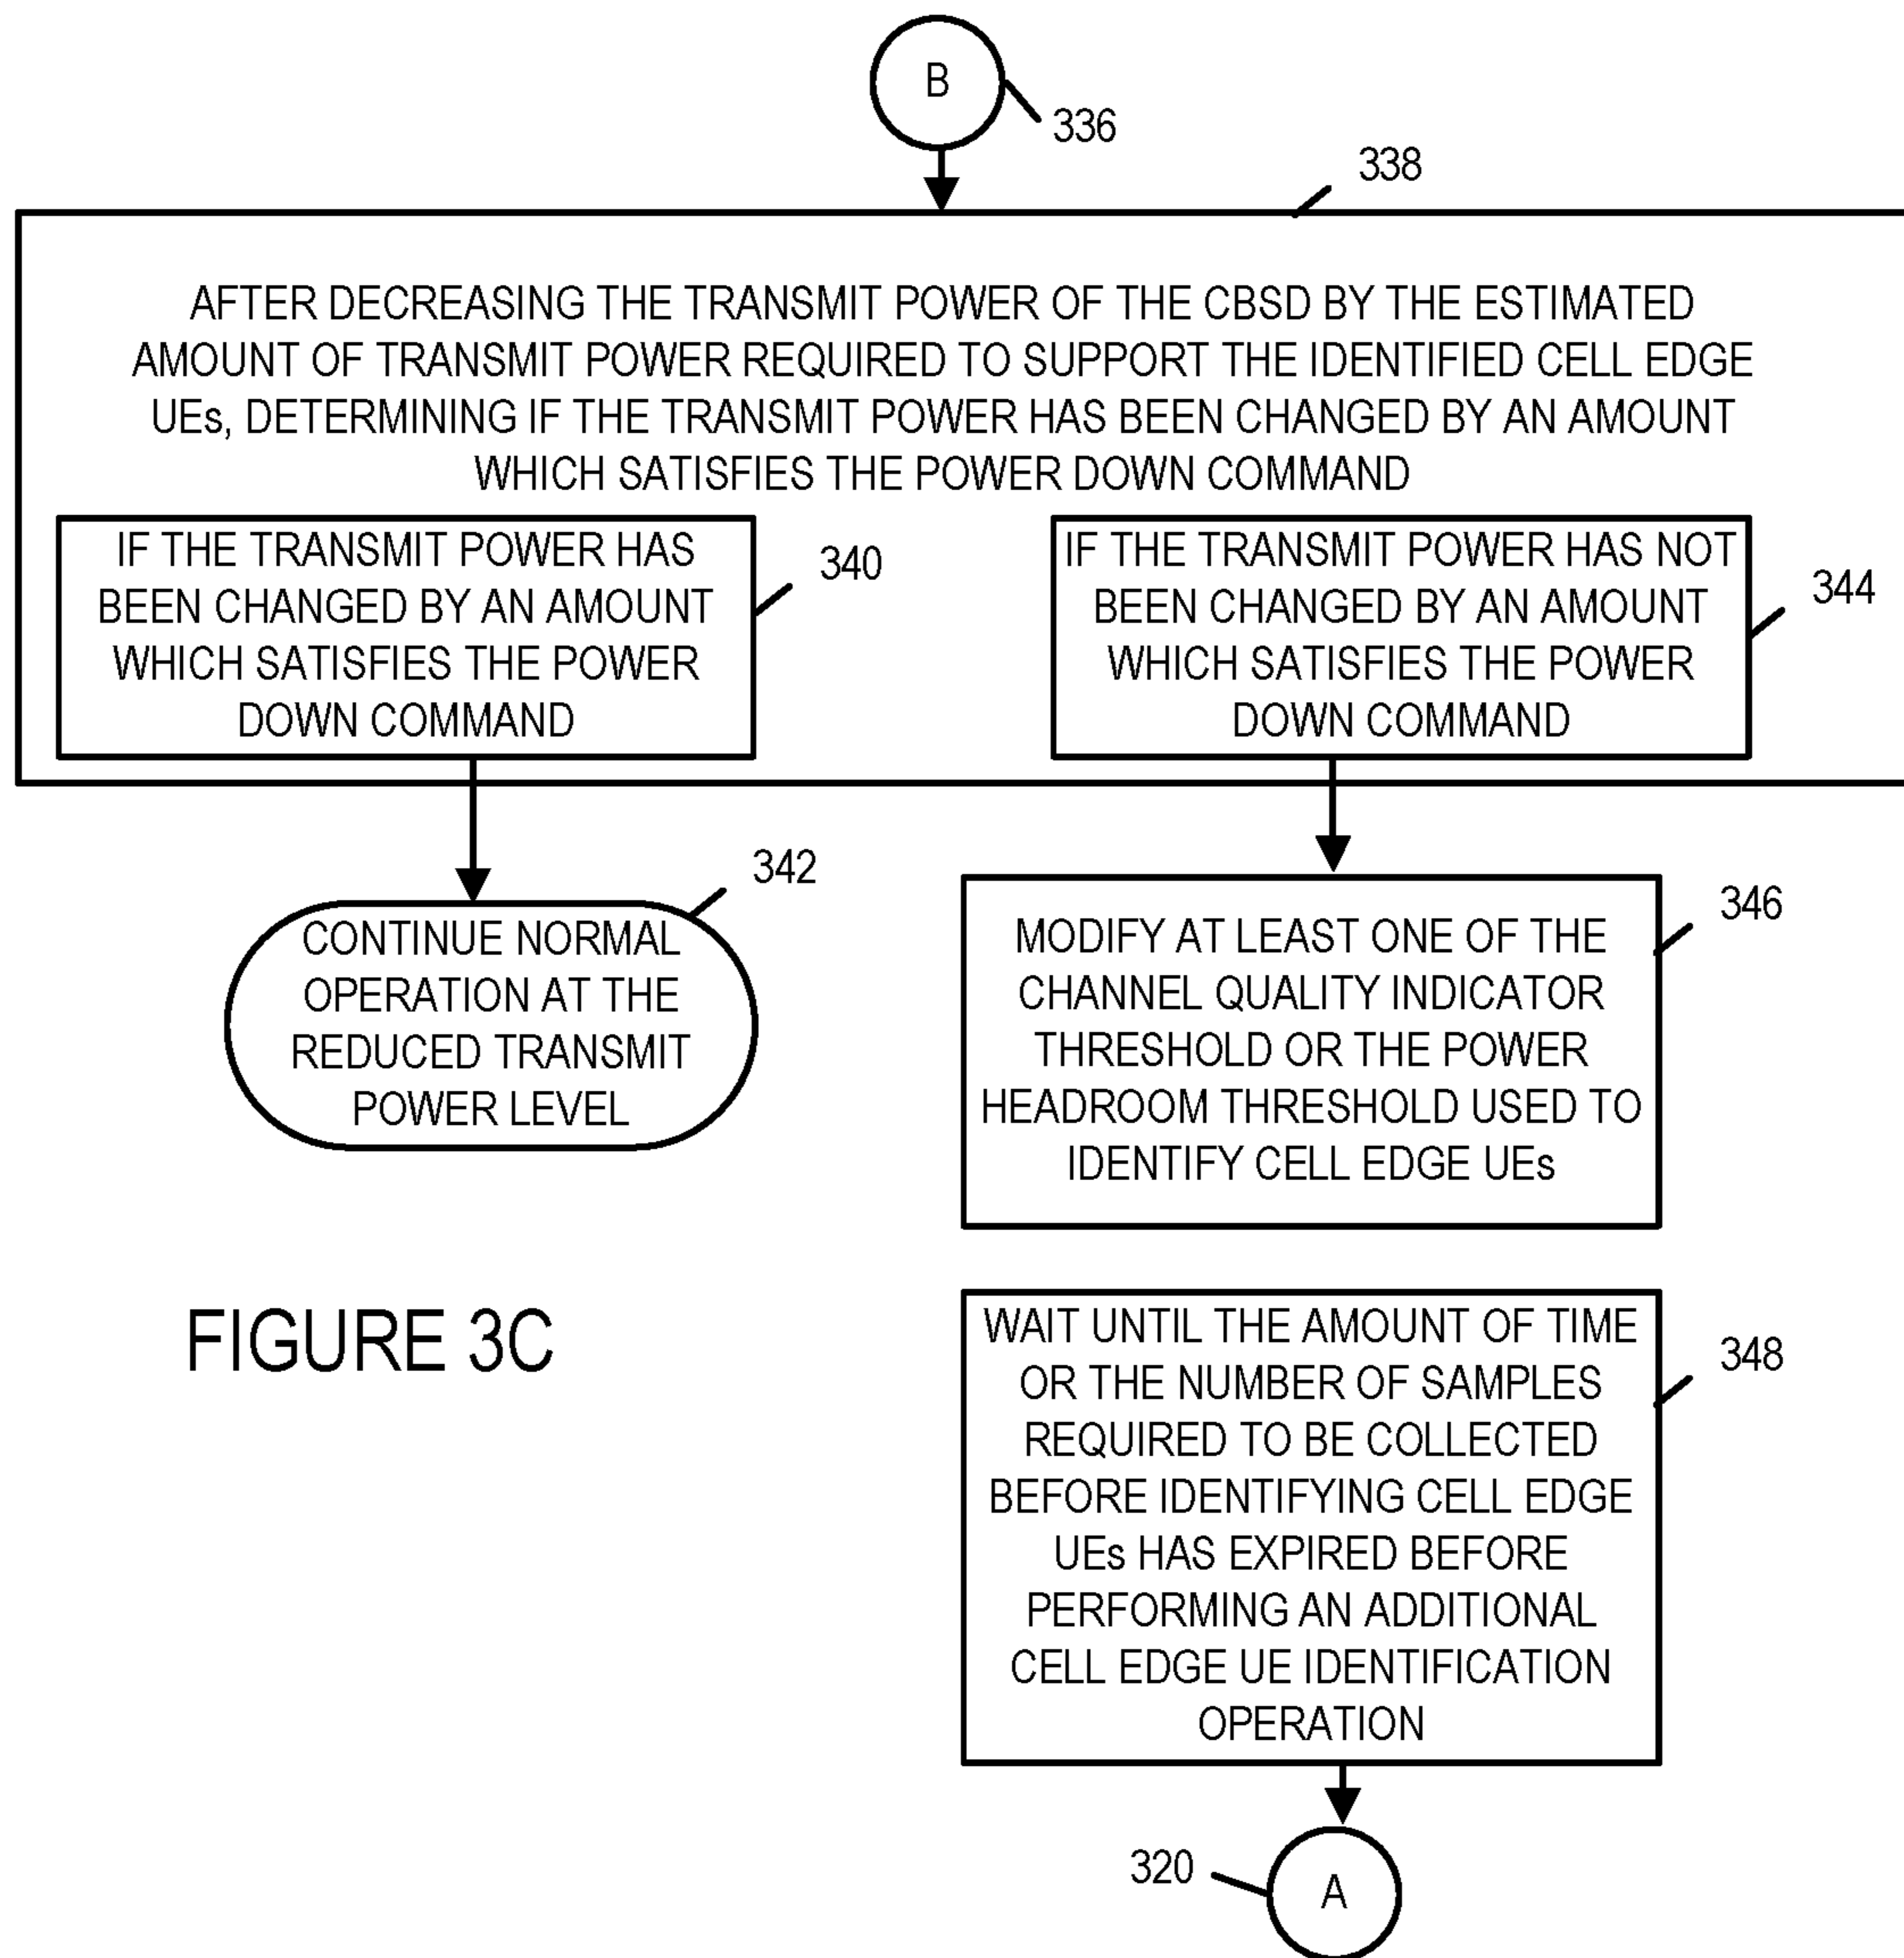 B
336
338
AFTER DECREASING THE TRANSMIT POWER OF THE CBSD BY THE ESTIMATED
AMOUNT OF TRANSMIT POWER REQUIRED TO SUPPORT THE IDENTIFIED CELL EDGE
UEs, DETERMINING IF THE TRANSMIT POWER HAS BEEN CHANGED BY AN AMOUNT
WHICH SATISFIES THE POWER DOWN COMMAND
IF THE TRANSMIT POWER HAS
BEEN CHANGED BY AN AMOUNT
WHICH SATISFIES THE POWER
DOWN COMMAND
340
IF THE TRANSMIT POWER HAS NOT
BEEN CHANGED BY AN AMOUNT
WHICH SATISFIES THE POWER
DOWN COMMAND
344
342
CONTINUE NORMAL
OPERATION AT THE
REDUCED TRANSMIT
POWER LEVEL
346
MODIFY AT LEAST ONE OF THE
CHANNEL QUALITY INDICATOR
THRESHOLD OR THE POWER
HEADROOM THRESHOLD USED TO
IDENTIFY CELL EDGE UEs
FIGURE 3C
348
WAIT UNTIL THE AMOUNT OF TIME
OR THE NUMBER OF SAMPLES
REQUIRED TO BE COLLECTED
BEFORE IDENTIFYING CELL EDGE
UEs HAS EXPIRED BEFORE
PERFORMING AN ADDITIONAL
CELL EDGE UE IDENTIFICATION
OPERATION
320
A